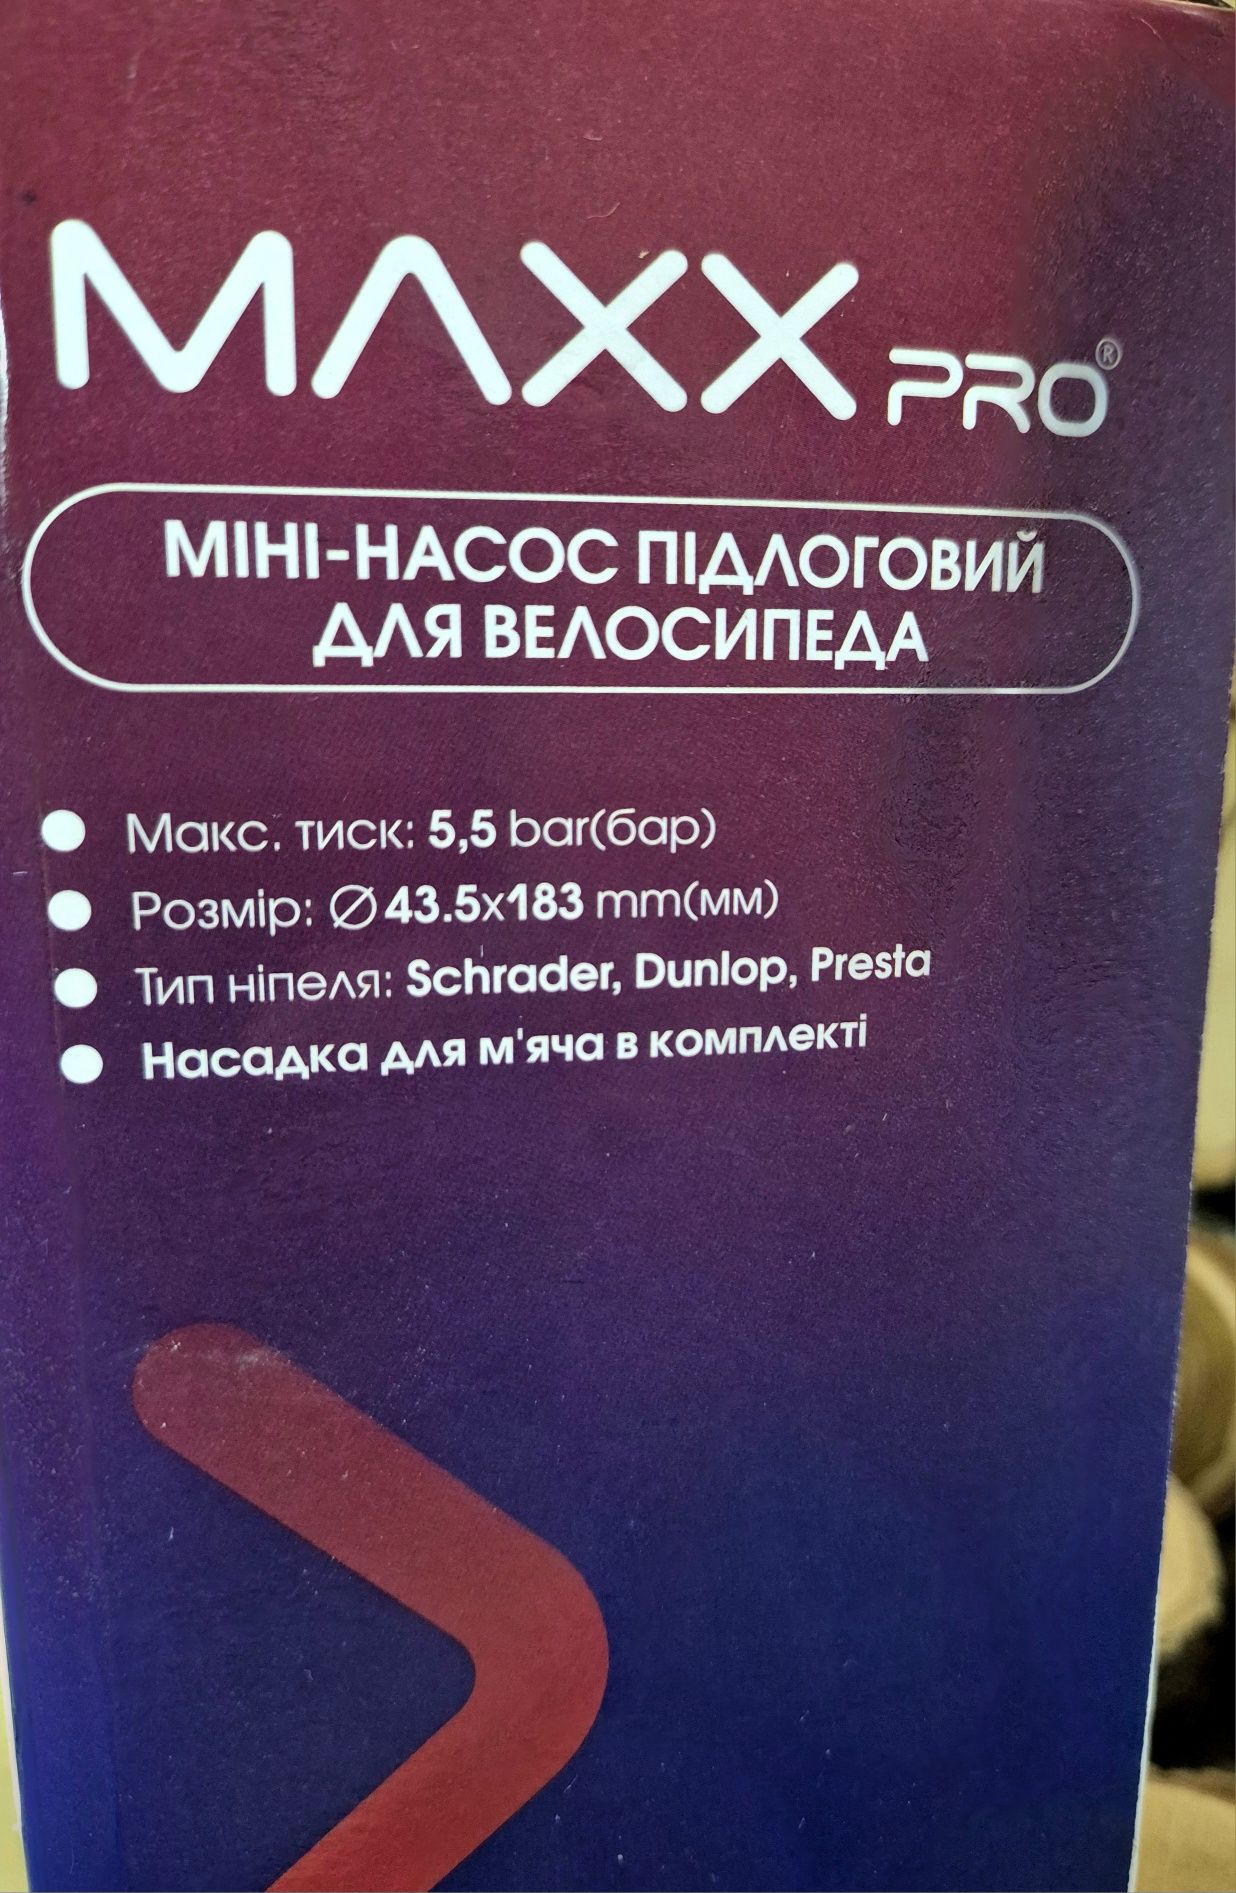 MAXX PRO®
МІНІ-НАСОС ПІДЛОГОВИЙ
ДЛЯ ВЕЛОСИПЕДА
Макс. тиск: 5,5 bar(бар)
Розмір: Ø 43.5x183 mm(мм)
Тип ніпеля: Schrader, Dunlop, Presta
Насадка для м'яча в комплекті